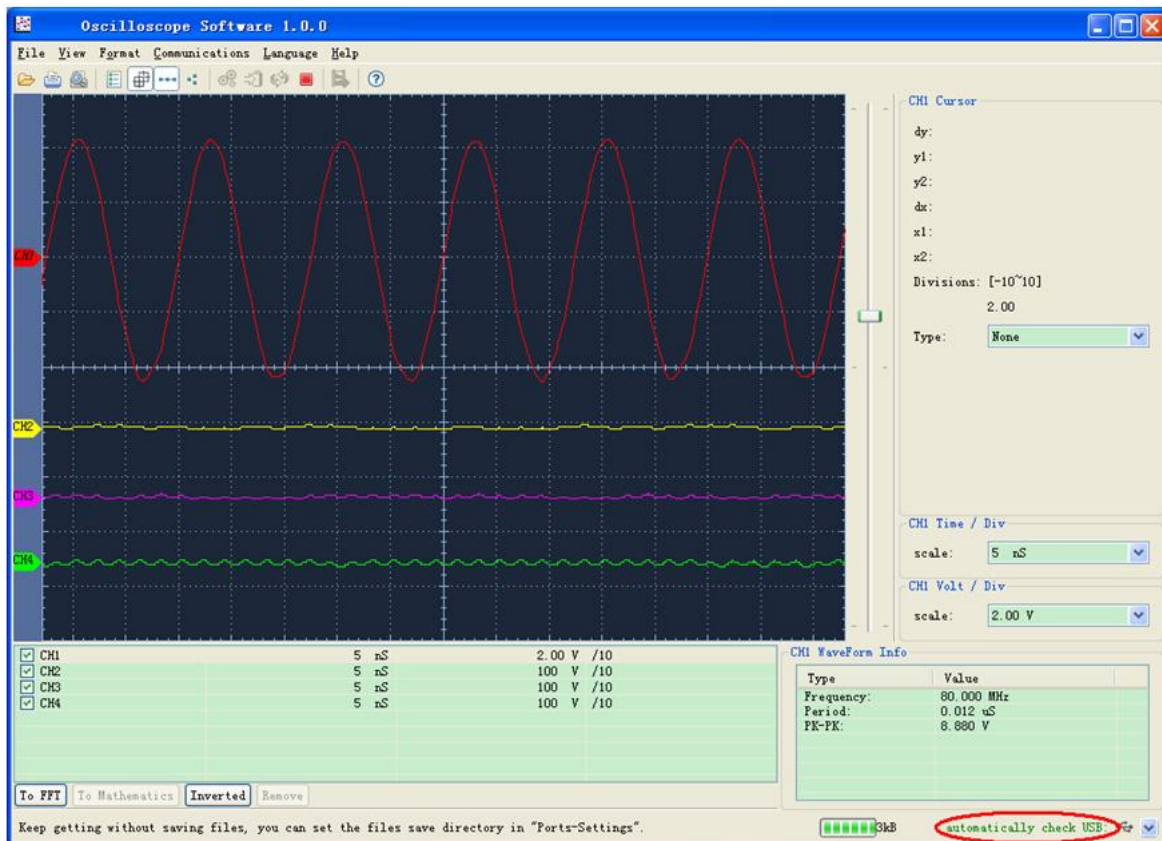 Oscilloscope Software 1.0.0
File View Format Communications Language Help
CH1
CH2
CH3
CH4
CH1 Cursor
dy:
y1:
y2:
dx:
x1:
x2:
Divisions: [-10~10]
2.00
Type: None
CH1 Time / Div
scale: 5 nS
CH1 Volt / Div
scale: 2.00 V
CH1 5 nS 2.00 V /10
CH2 5 nS 100 V /10
CH3 5 nS 100 V /10
CH4 5 nS 100 V /10
CH1 WaveForm Info
Type Value
Frequency: 80.000 MHz
Period: 0.012 uS
PK-PK: 8.880 V
To FFT To Mathematics Inverted Remove
Keep getting without saving files, you can set the files save directory in "Ports-Settings". 3kB automatically check USB: